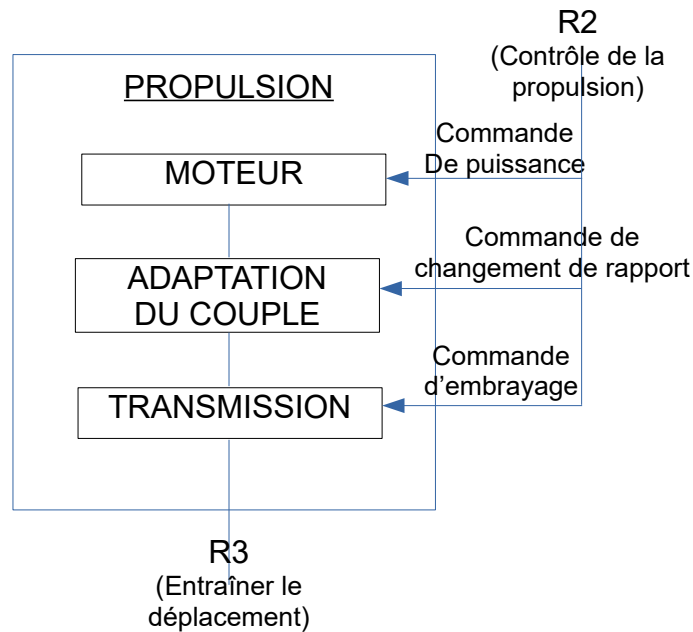 R2
(Contrôle de la
propulsion)
PROPULSION
Commande
De puissance
MOTEUR
Commande de
changement de rapport
ADAPTATION
DU COUPLE
Commande
d’embrayage
TRANSMISSION
R3
(Entraîner le
déplacement)